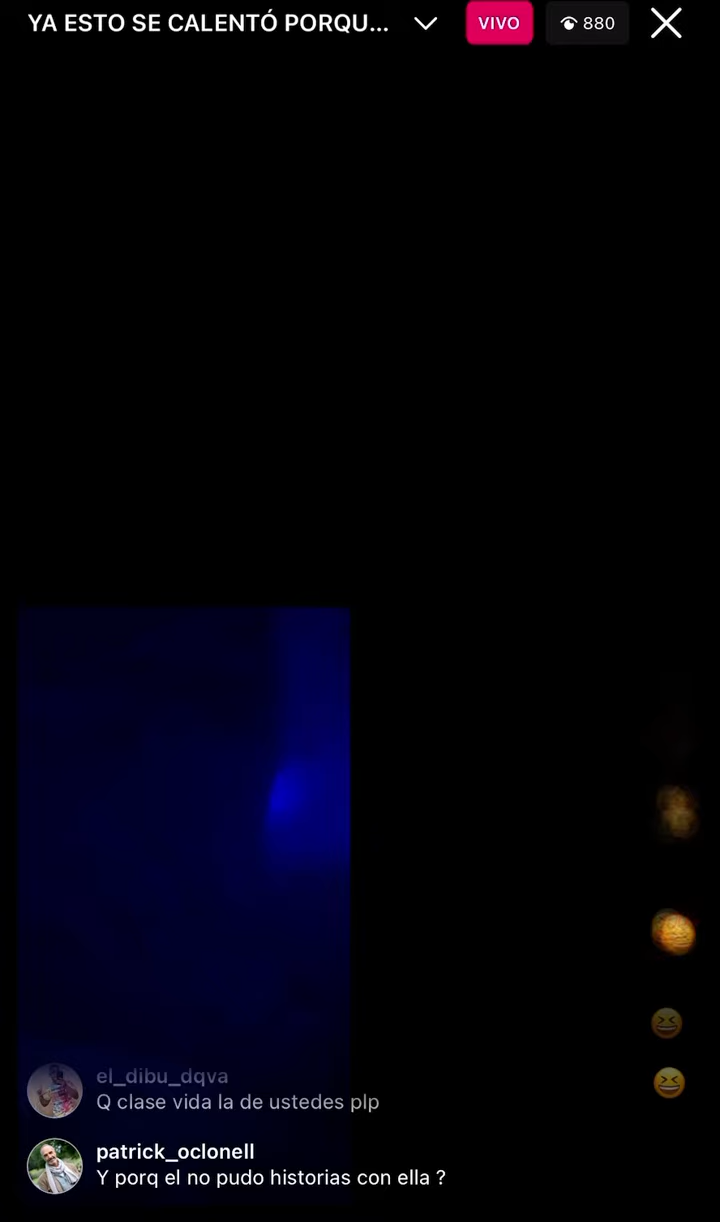 YA ESTO SE CALENTÓ PORQU...
VIVO
880
el_dibu_dqva
Q clase vida la de ustedes plp
patrick_oclonell
Y porq el no pudo historias con ella ?